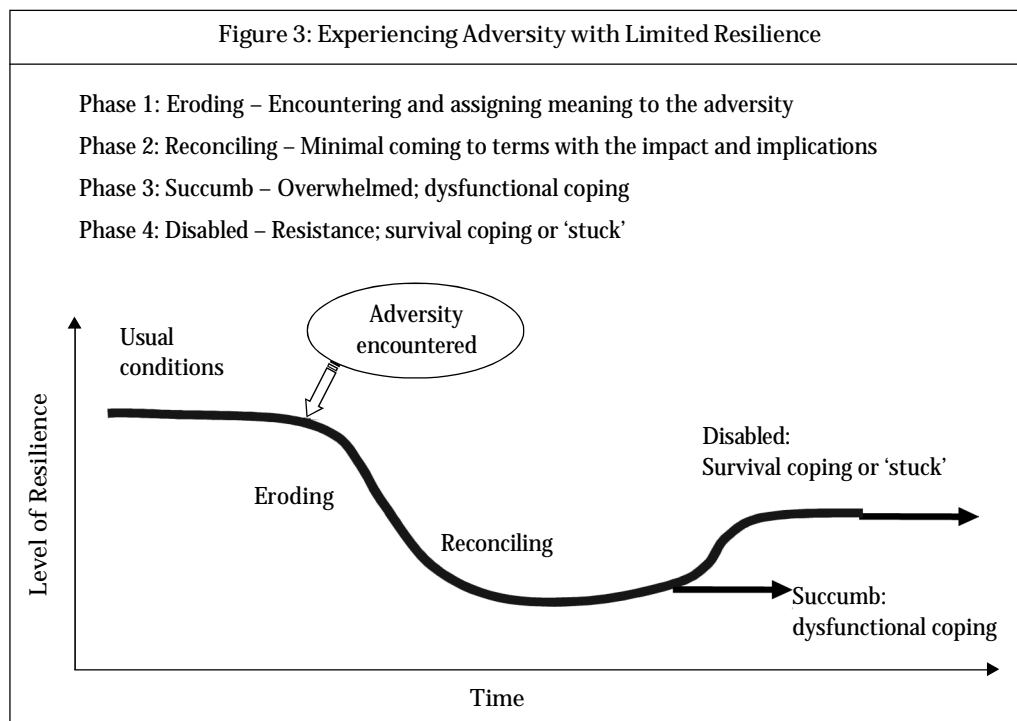 Figure 3: Experiencing Adversity with Limited Resilience
Phase 1: Eroding – Encountering and assigning meaning to the adversity
Phase 2: Reconciling – Minimal coming to terms with the impact and implications
Phase 3: Succumb – Overwhelmed; dysfunctional coping
Phase 4: Disabled – Resistance; survival coping or ‘stuck’
Adversity
encountered
Usual
conditions
Level of Resilience
Eroding
Reconciling
Disabled:
Survival coping or ‘stuck’
Succumb:
dysfunctional coping
Time